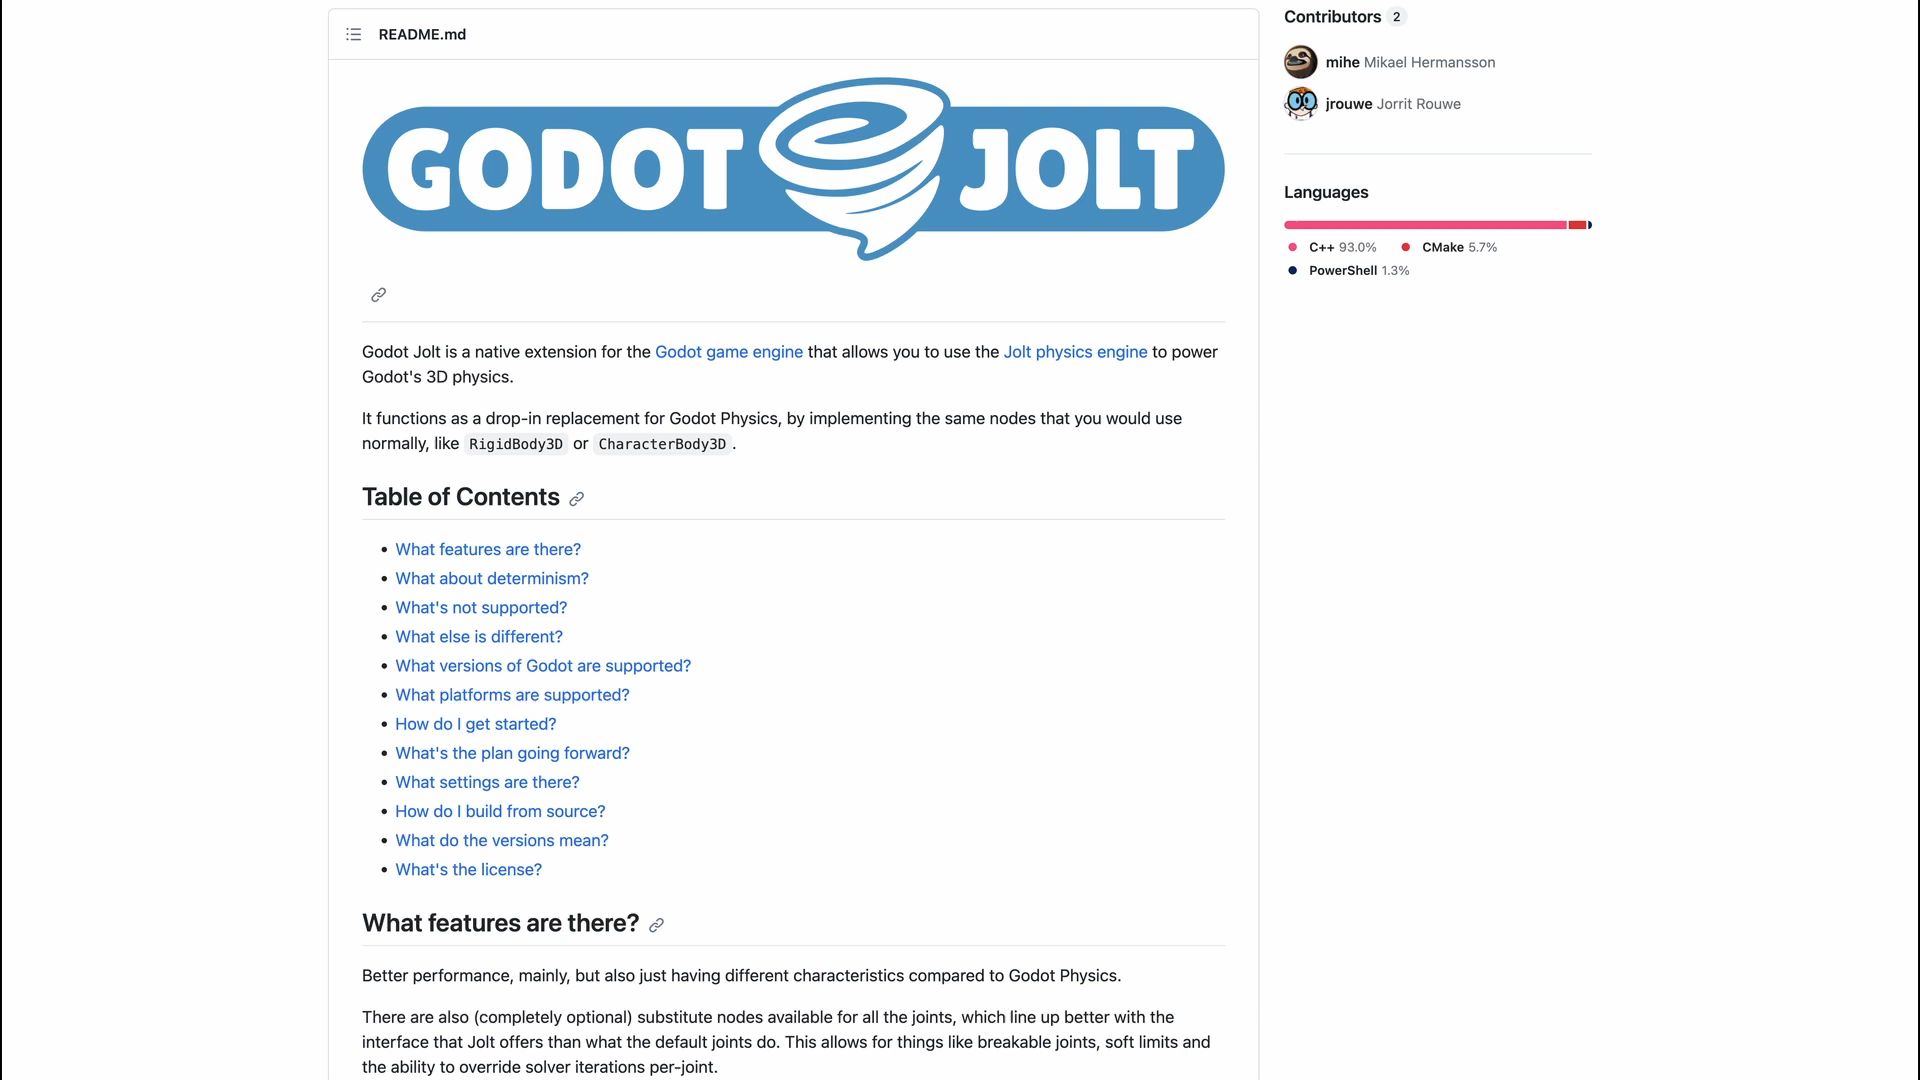 README.md
GODOT JOLT
Godot Jolt is a native extension for the Godot game engine that allows you to use the Jolt physics engine to power
Godot's 3D physics.
It functions as a drop-in replacement for Godot Physics, by implementing the same nodes that you would use
normally, like RigidBody3D or CharacterBody3D.
Table of Contents
What features are there?
What about determinism?
What's not supported?
What else is different?
What versions of Godot are supported?
What platforms are supported?
How do I get started?
What's the plan going forward?
What settings are there?
How do I build from source?
What do the versions mean?
What's the license?
What features are there?
Better performance, mainly, but also just having different characteristics compared to Godot Physics.
There are also (completely optional) substitute nodes available for all the joints, which line up better with the
interface that Jolt offers than what the default joints do. This allows for things like breakable joints, soft limits and
the ability to override solver iterations per-joint.
Contributors 2
mihe Mikael Hermansson
jrouwe Jorrit Rouwe
Languages
C++ 93.0% CMake 5.7%
PowerShell 1.3%